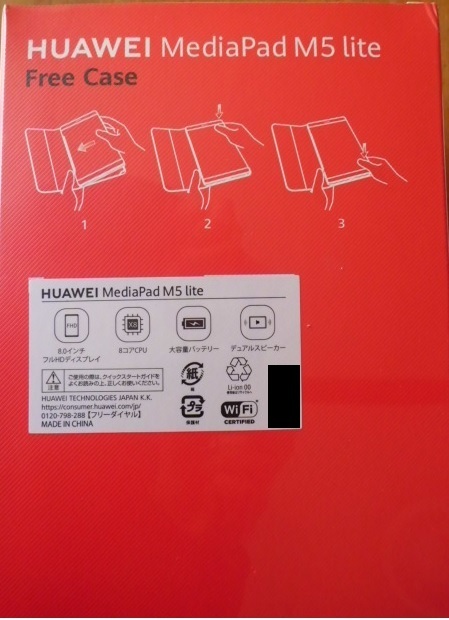 HUAWEI MediaPad M5 lite
Free Case
1 2 3
HUAWEI MediaPad M5 lite
FHD X8
8.0インチ
フルHDディスプレイ
8コアCPU
大容量バッテリー
デュアルスピーカー
注意
ご使用の際は、クイックスタートガイドを
よくお読みの上、正しくお使いください。
紙
Li-ion 00
HUAWEI TECHNOLOGIES JAPAN K.K.
https://consumer.huawei.com/jp/
0120-798-288【フリーダイヤル】
MADE IN CHINA
プラ
Wi Fi
CERTIFIED